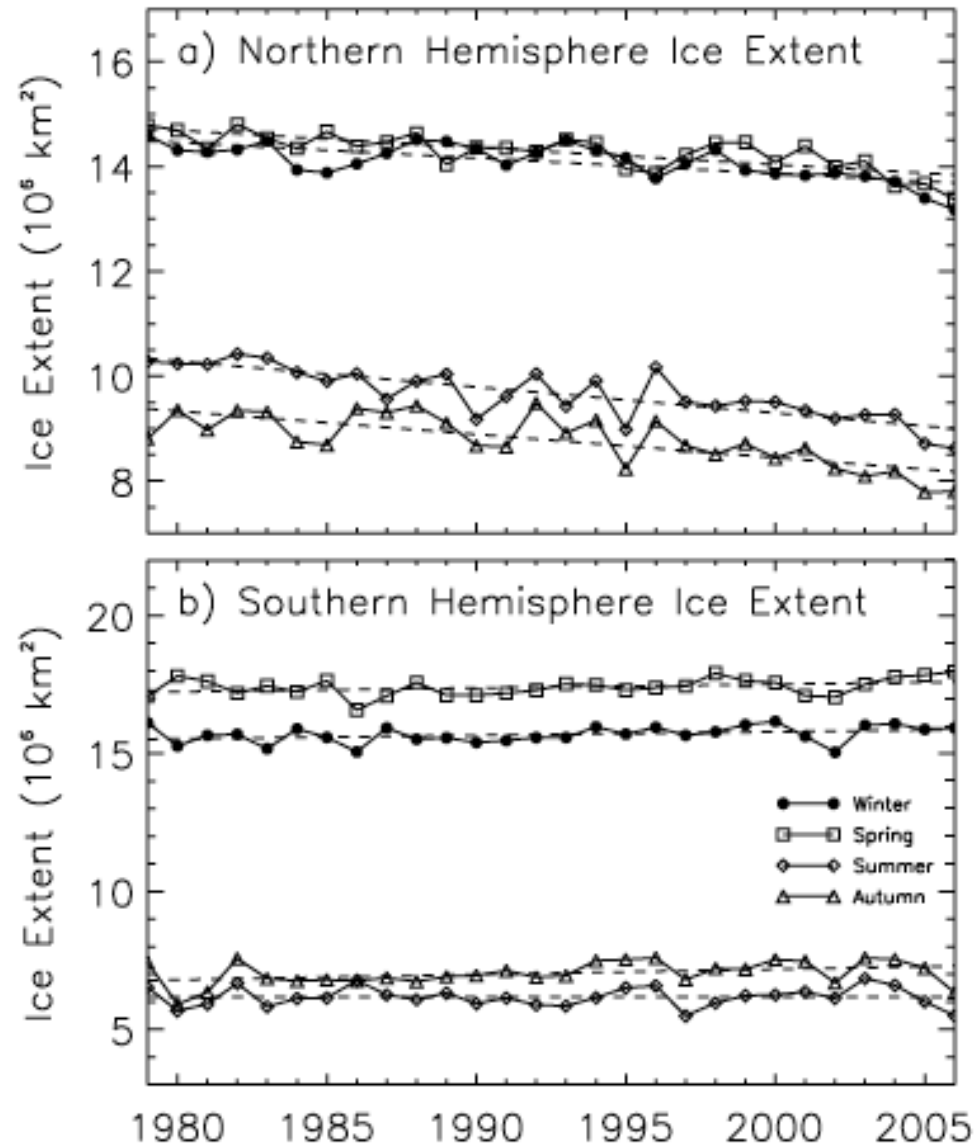 a) Northern Hemisphere Ice Extent
Ice Extent (10⁶ km²)
16
14
12
10
8
b) Southern Hemisphere Ice Extent
Ice Extent (10⁶ km²)
20
15
10
5
Winter
Spring
Summer
Autumn
1980 1985 1990 1995 2000 2005